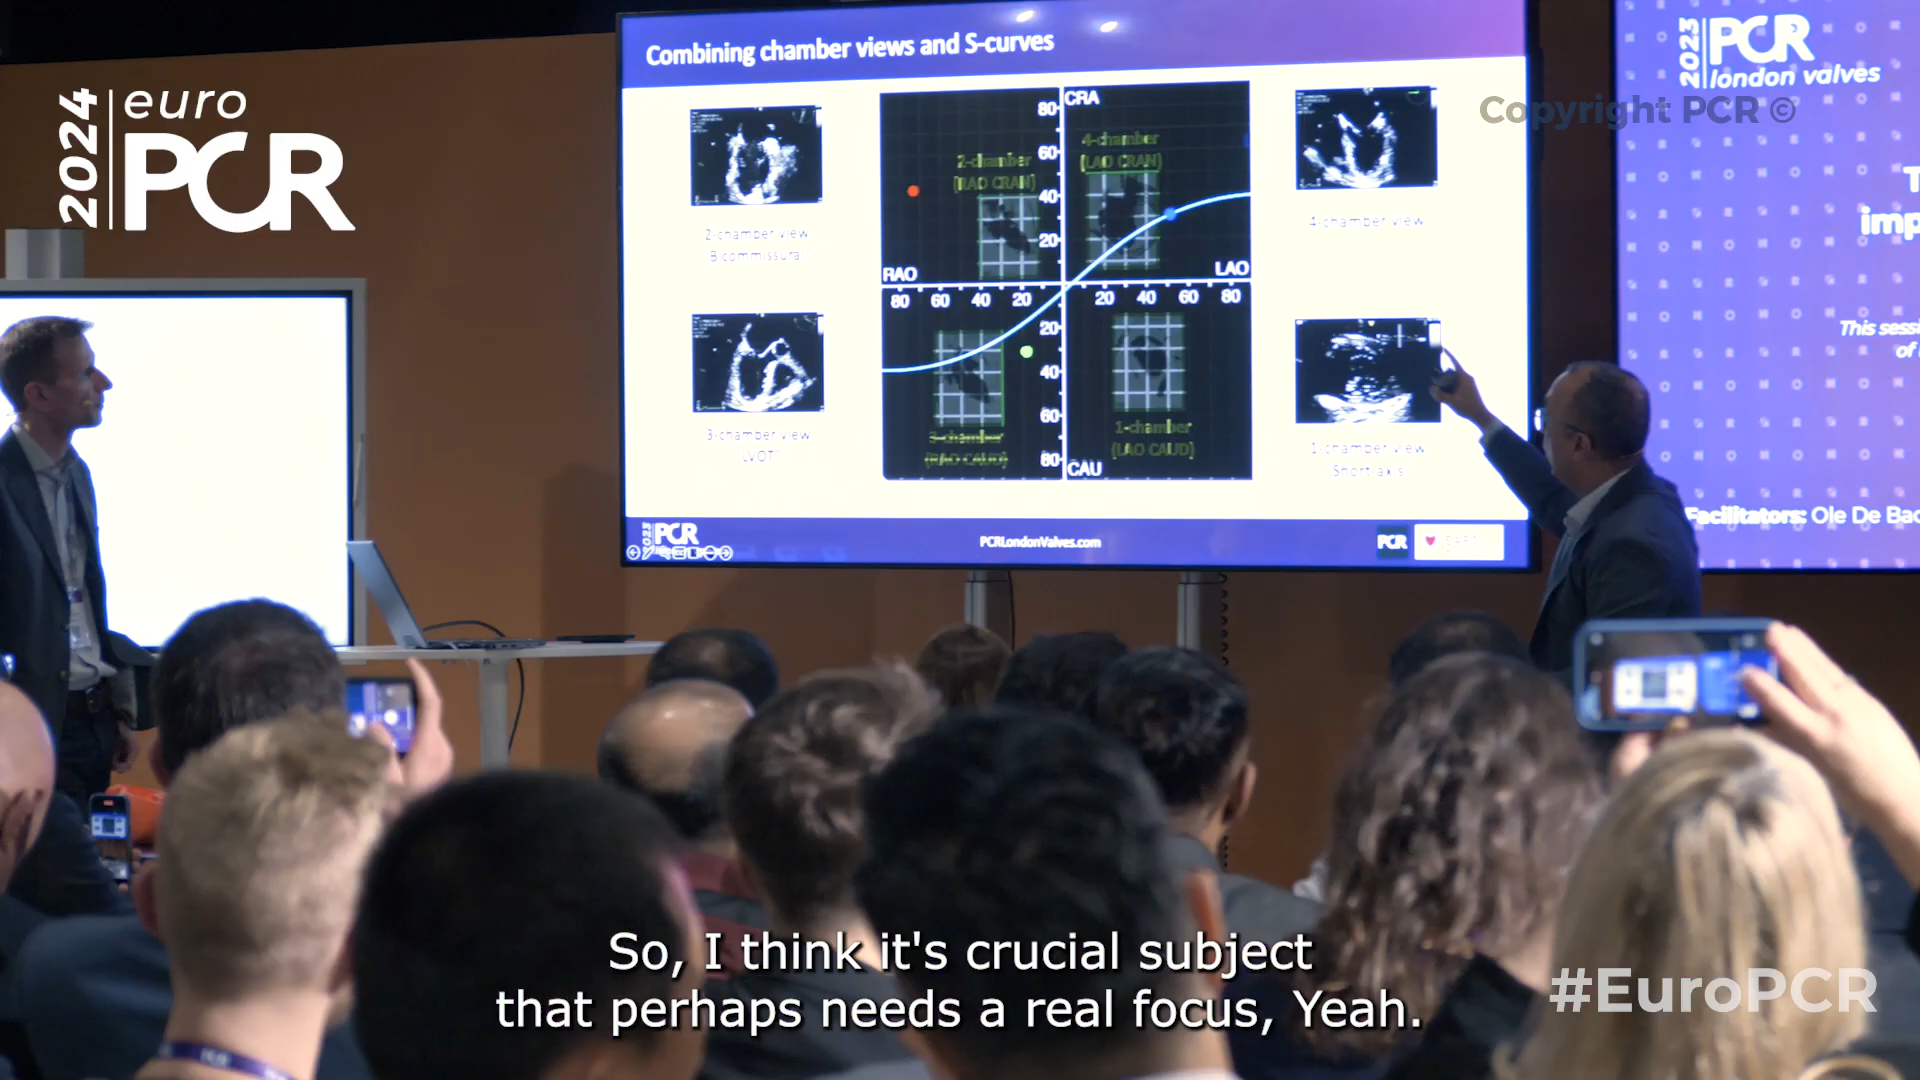 2024
euro
PCR
Combining chamber views and S-curves
2-chamber view
Bicommissural
3-chamber view
LVOT
80
CRA
4-chamber
(LAO CRAN)
2-chamber
(RAO CRAN)
60
40
20
RAO
LAO
80 60 40 20
20 40 60 80
20
40
60
80
3-chamber
(RAO CAUD)
1-chamber
(LAO CAUD)
CAU
4-chamber view
1-chamber view
Short axis
2023
PCR
PCRLondonValves.com
PCR
2023
PCR
london valves
Copyright PCR ©
This
Facilitators: Ole De
So, I think it's crucial subject
that perhaps needs a real focus, Yeah.
#EuroPCR